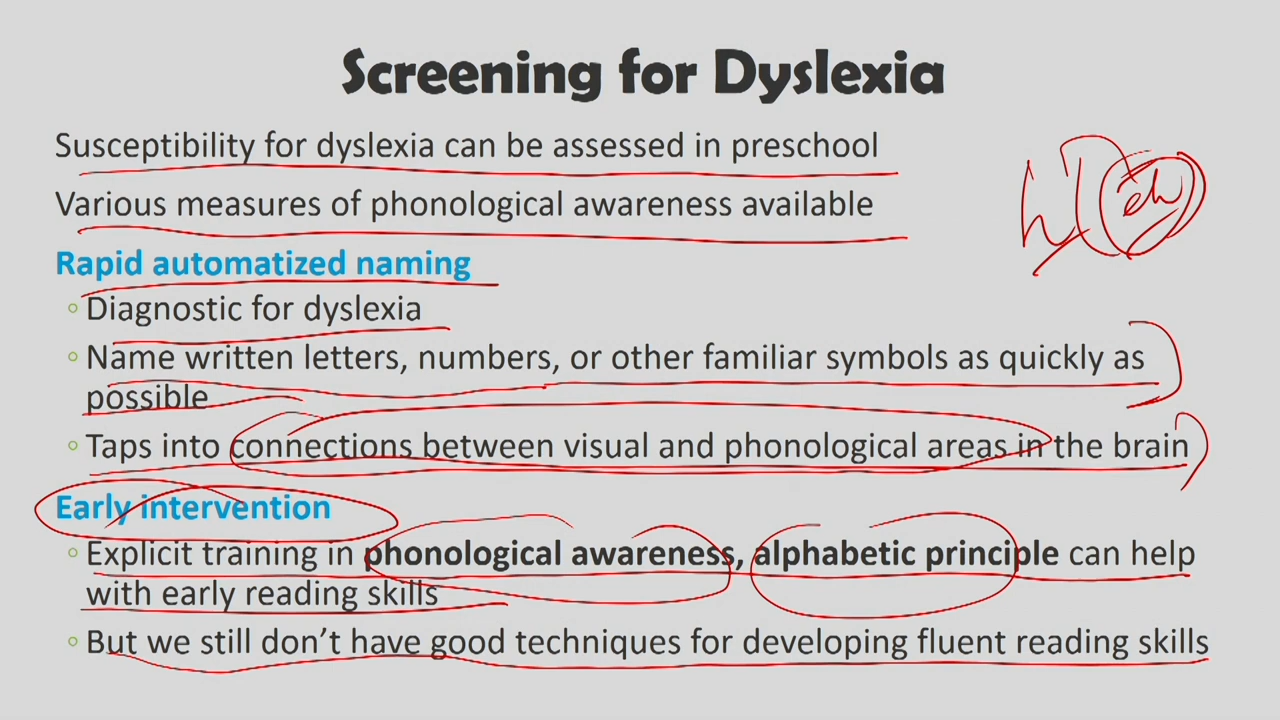 Screening for Dyslexia
Susceptibility for dyslexia can be assessed in preschool
Various measures of phonological awareness available
Rapid automatized naming
◦ Diagnostic for dyslexia
◦ Name written letters, numbers, or other familiar symbols as quickly as
possible
◦ Taps into connections between visual and phonological areas in the brain
Early intervention
◦ Explicit training in phonological awareness, alphabetic principle can help
with early reading skills
◦ But we still don't have good techniques for developing fluent reading skills